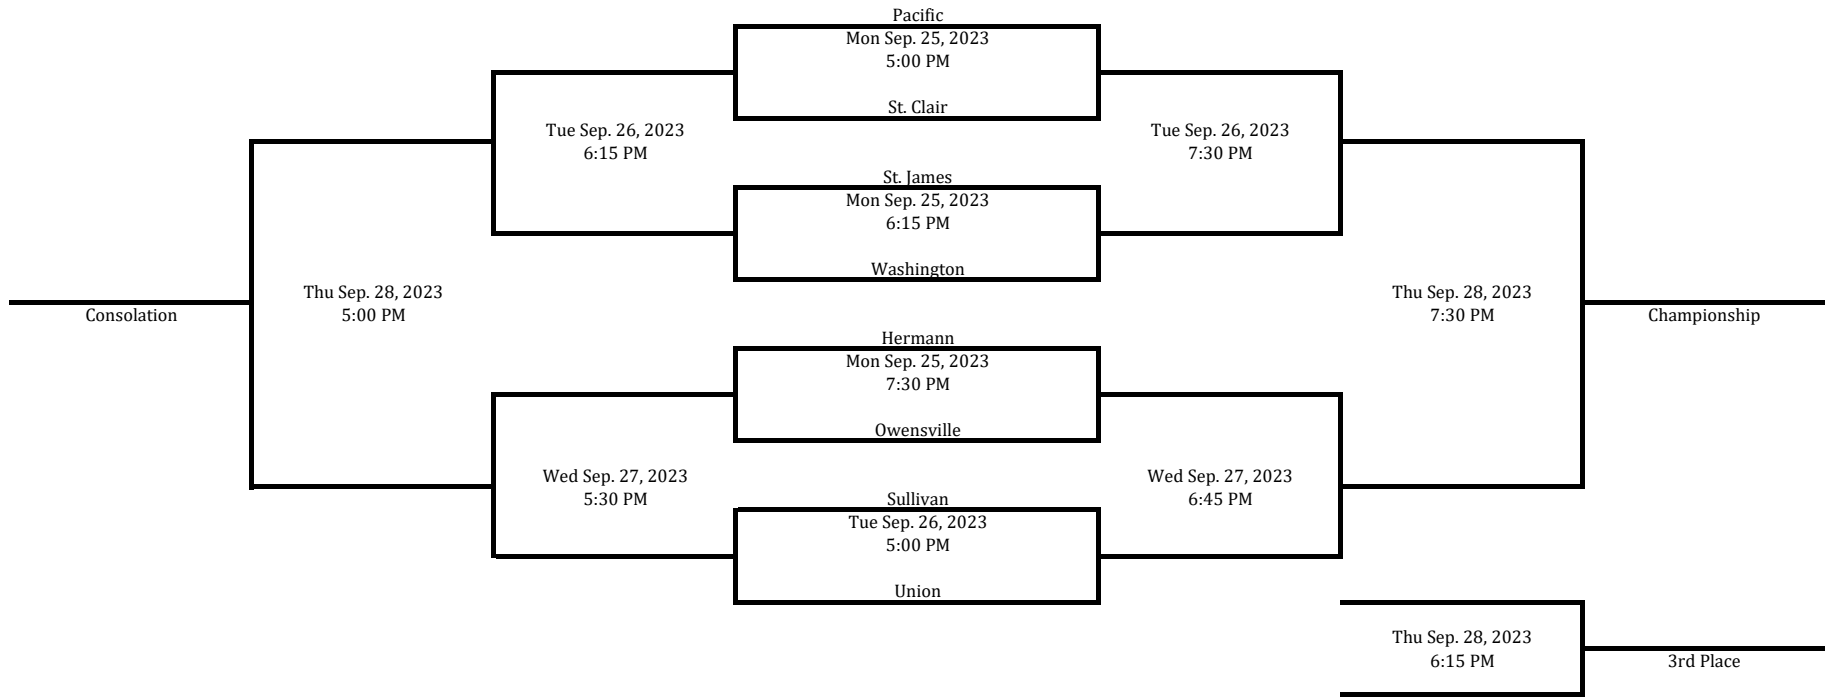 Pacific
Mon Sep. 25, 2023
5:00 PM
St. Clair
Tue Sep. 26, 2023
6:15 PM
Tue Sep. 26, 2023
7:30 PM
St. James
Mon Sep. 25, 2023
6:15 PM
Washington
Thu Sep. 28, 2023
5:00 PM
Consolation
Thu Sep. 28, 2023
7:30 PM
Championship
Hermann
Mon Sep. 25, 2023
7:30 PM
Owensville
Wed Sep. 27, 2023
5:30 PM
Wed Sep. 27, 2023
6:45 PM
Sullivan
Tue Sep. 26, 2023
5:00 PM
Union
Thu Sep. 28, 2023
6:15 PM
3rd Place